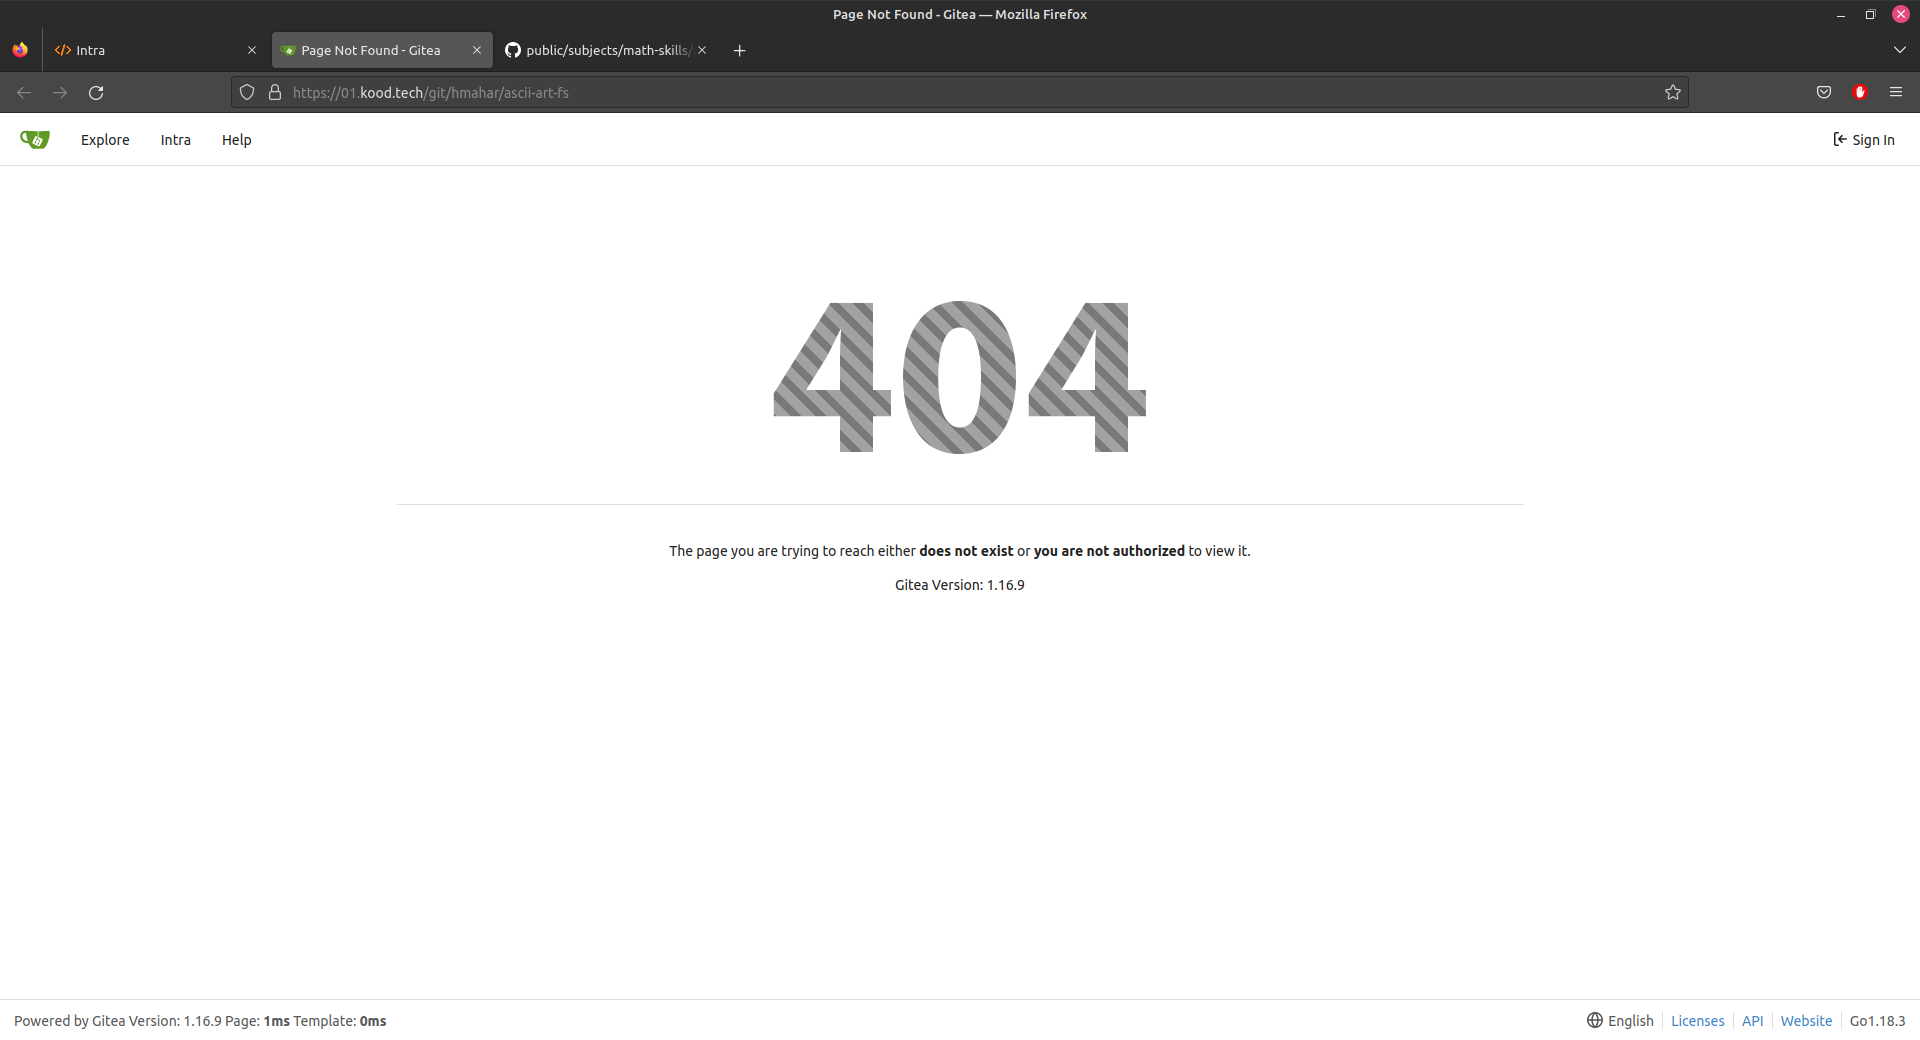 Page Not Found - Gitea — Mozilla Firefox
Intra
Page Not Found - Gitea
public/subjects/math-skills/
https://01.kood.tech/git/hmahar/ascii-art-fs
Explore Intra Help Sign In
404
The page you are trying to reach either does not exist or you are not authorized to view it.
Gitea Version: 1.16.9
Powered by Gitea Version: 1.16.9 Page: 1ms Template: 0ms English Licenses API Website Go1.18.3